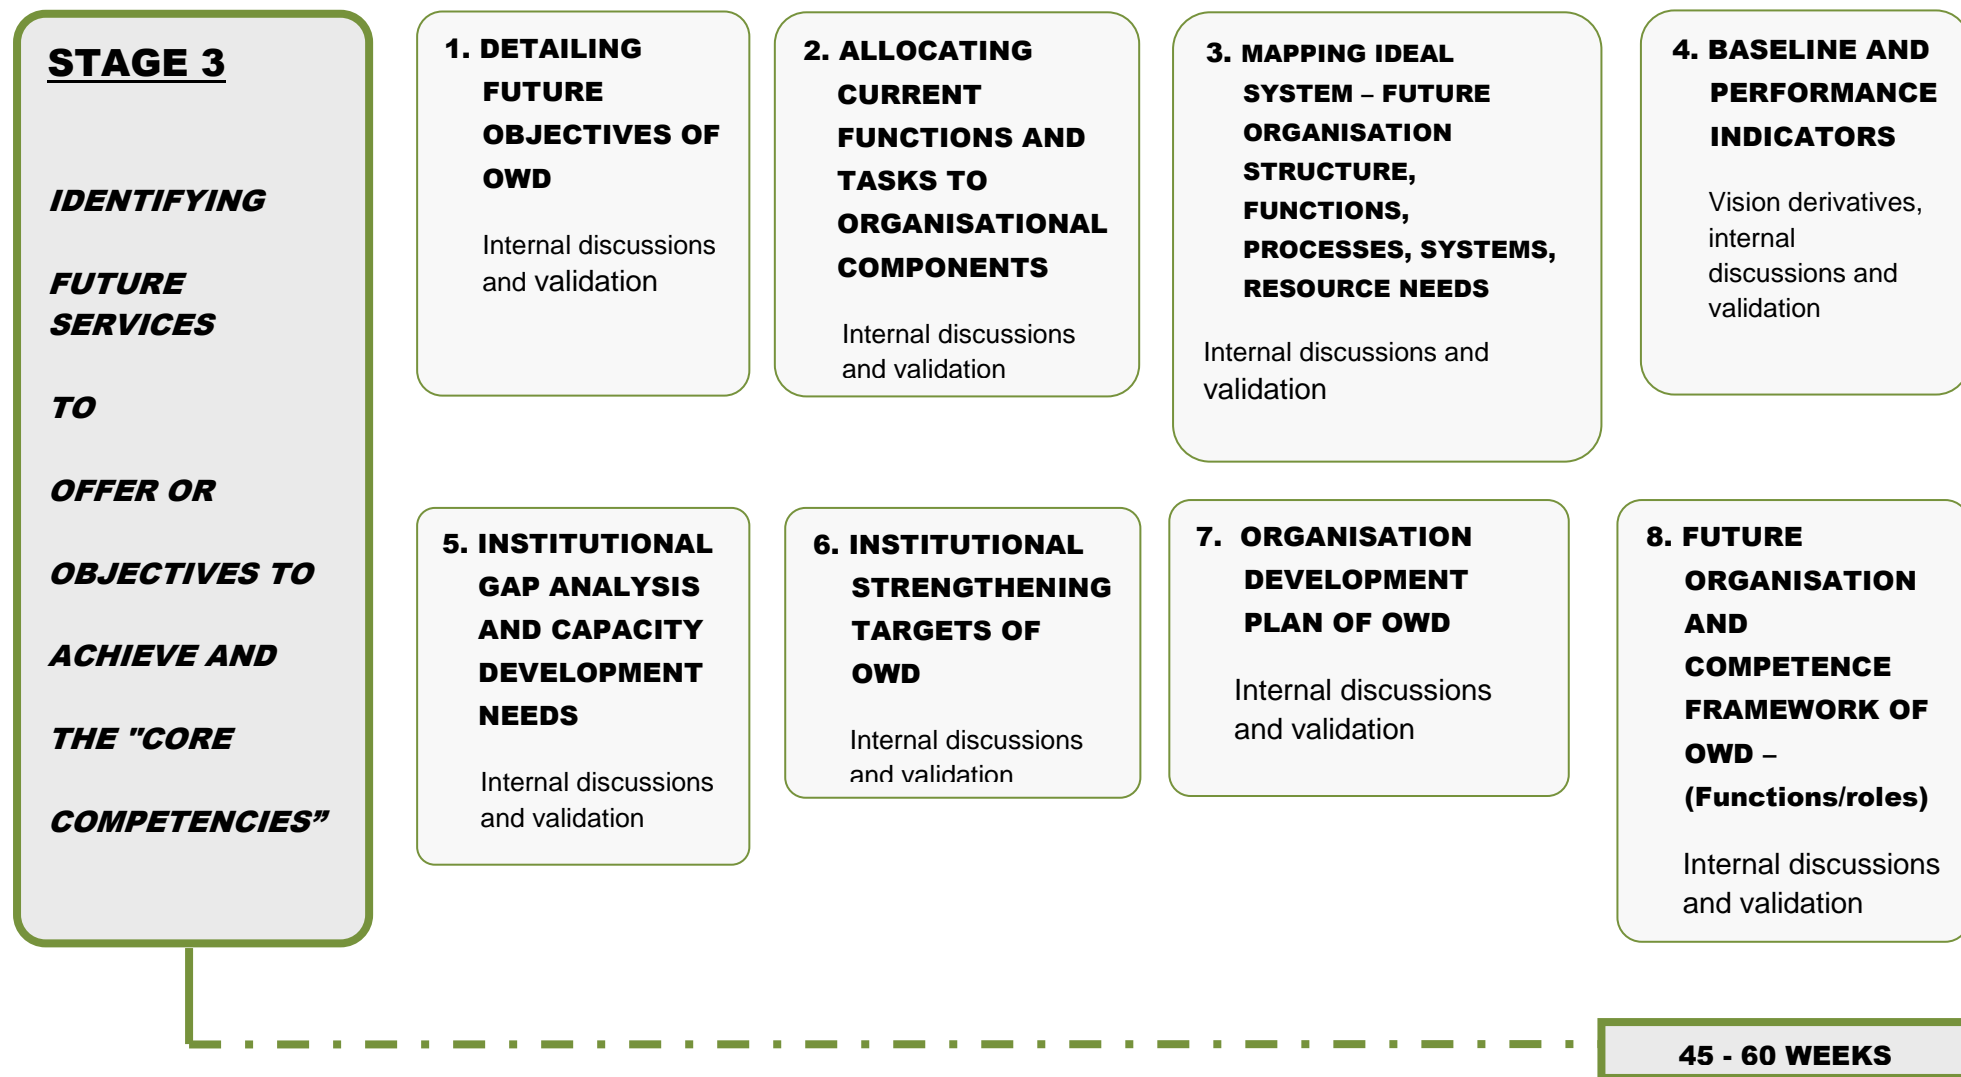 STAGE 3
IDENTIFYING
FUTURE
SERVICES
TO
OFFER OR
OBJECTIVES TO
ACHIEVE AND
THE "CORE
COMPETENCIES”
1. DETAILING
FUTURE
OBJECTIVES OF
OWD
Internal discussions
and validation
2. ALLOCATING
CURRENT
FUNCTIONS AND
TASKS TO
ORGANISATIONAL
COMPONENTS
Internal discussions
and validation
3. MAPPING IDEAL
SYSTEM – FUTURE
ORGANISATION
STRUCTURE,
FUNCTIONS,
PROCESSES, SYSTEMS,
RESOURCE NEEDS
Internal discussions and
validation
4. BASELINE AND
PERFORMANCE
INDICATORS
Vision derivatives,
internal
discussions and
validation
5. INSTITUTIONAL
GAP ANALYSIS
AND CAPACITY
DEVELOPMENT
NEEDS
Internal discussions
and validation
6. INSTITUTIONAL
STRENGTHENING
TARGETS OF
OWD
Internal discussions
and validation
7. ORGANISATION
DEVELOPMENT
PLAN OF OWD
Internal discussions
and validation
8. FUTURE
ORGANISATION
AND
COMPETENCE
FRAMEWORK OF
OWD –
(Functions/roles)
Internal discussions
and validation
45 - 60 WEEKS